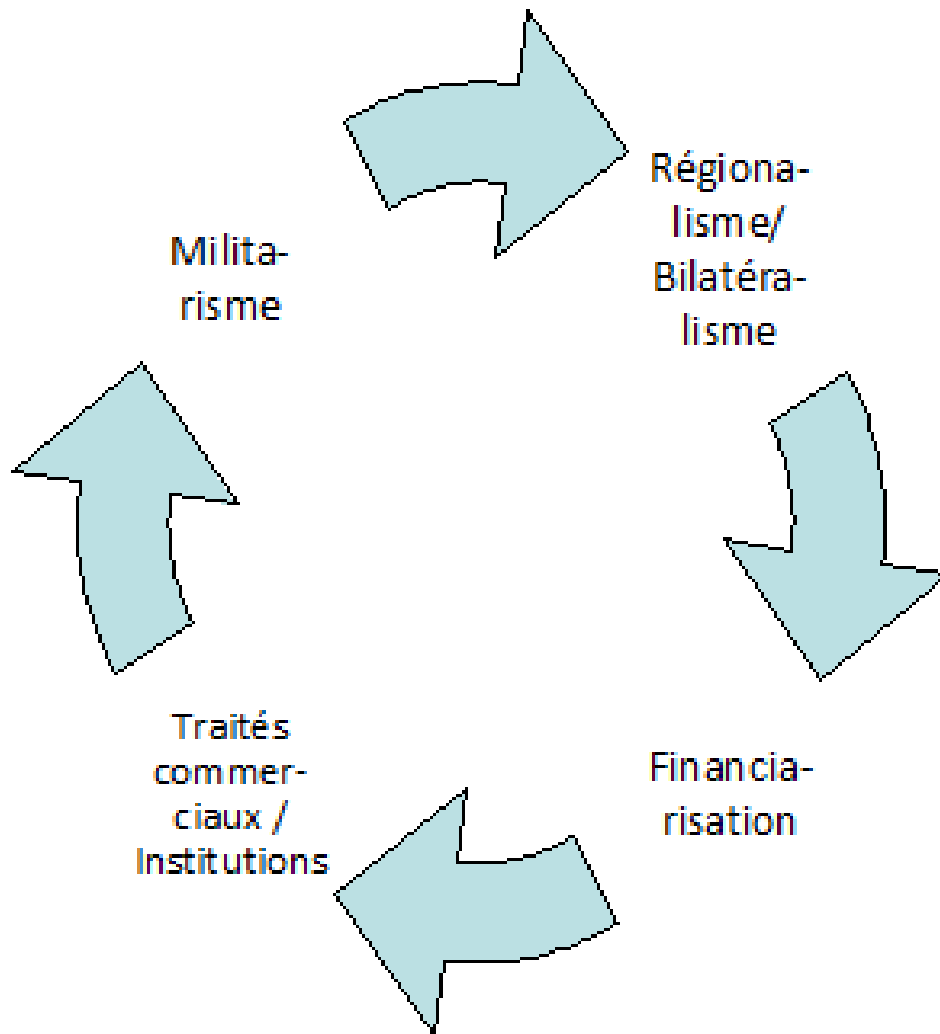 Milita-
risme
Régiona-
lisme/
Bilatéra-
lisme
Financia-
risation
Traités
commer-
ciaux /
Institutions